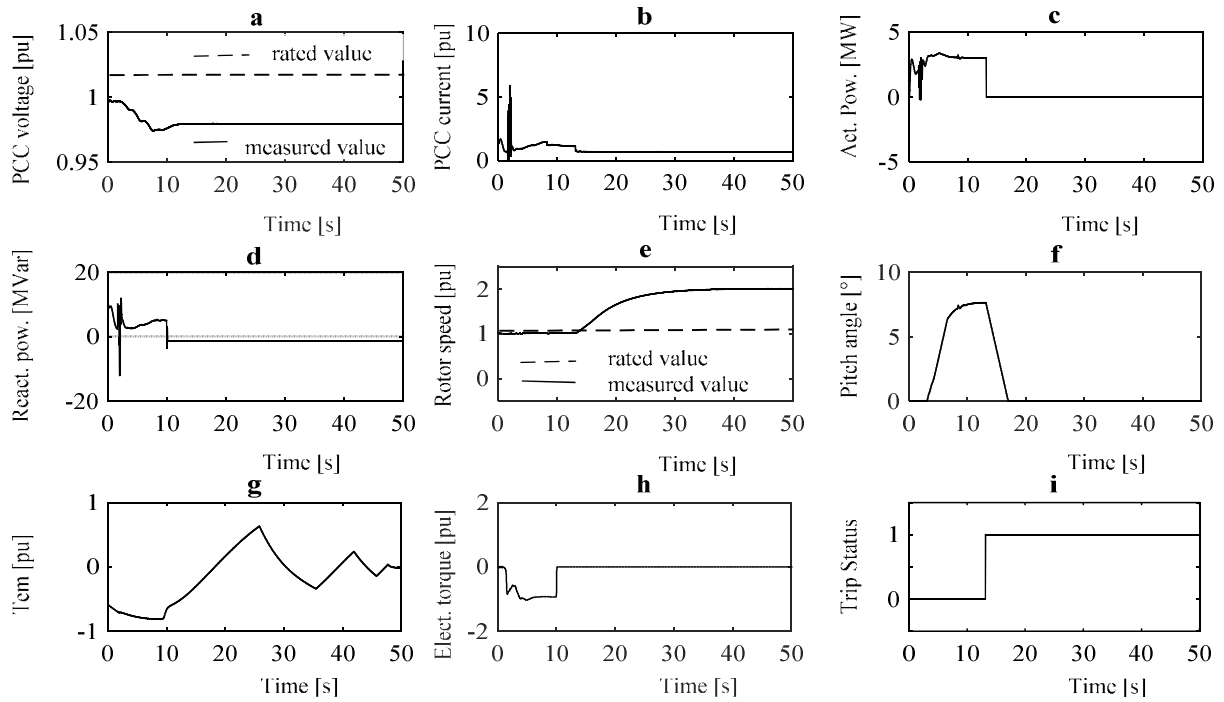 a
1.05
1
0.95
PCC voltage [pu]
rated value
measured value
0 10 20 30 40 50
Time [s]
b
10
5
0
PCC current [pu]
0 10 20 30 40 50
Time [s]
c
5
0
-5
Act. Pow. [MW]
0 10 20 30 40 50
Time [s]
d
20
0
-20
React. pow. [MVar]
0 10 20 30 40 50
Time [s]
e
2
1
0
Rotor speed [pu]
rated value
measured value
0 10 20 30 40 50
Time [s]
f
10
5
0
Pitch angle [°]
0 10 20 30 40 50
Time [s]
g
1
0
-1
Tem [pu]
0 10 20 30 40 50
Time [s]
h
2
0
-2
Elect. torque [pu]
0 10 20 30 40 50
Time [s]
i
1
0
Trip Status
0 10 20 30 40 50
Time [s]